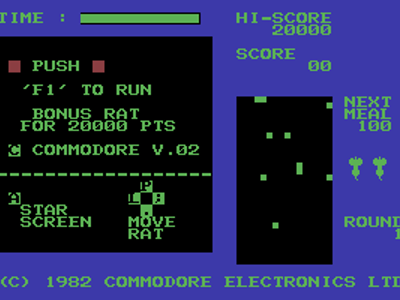 TIME :
HI-SCORE
20000
SCORE
00
PUSH
'F1' TO RUN
BONUS RAT
FOR 20000 PTS
C COMMODORE V.02
NEXT
MEAL
100
A
STAR
SCREEN
P
L :
MOVE
RAT
ROUND
1
(C) 1982 COMMODORE ELECTRONICS LTD